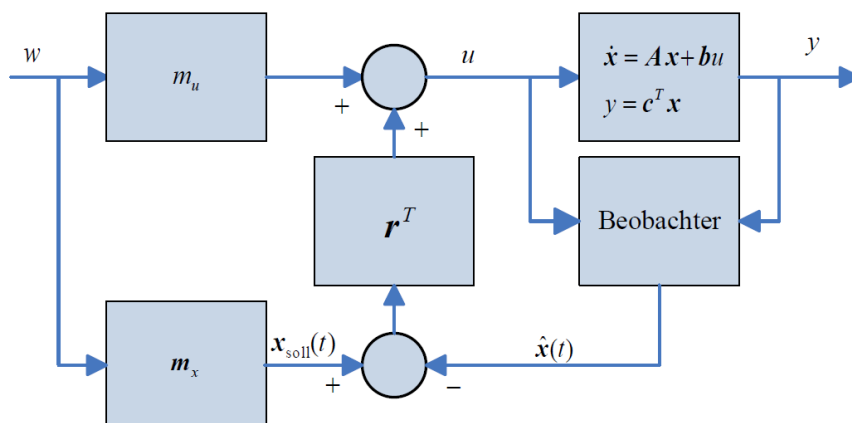 w
m_u
+
+
u
ẋ = Ax + bu
y = c^T x
y
r^T
Beobachter
m_x
x_soll(t)
+
−
x̂(t)